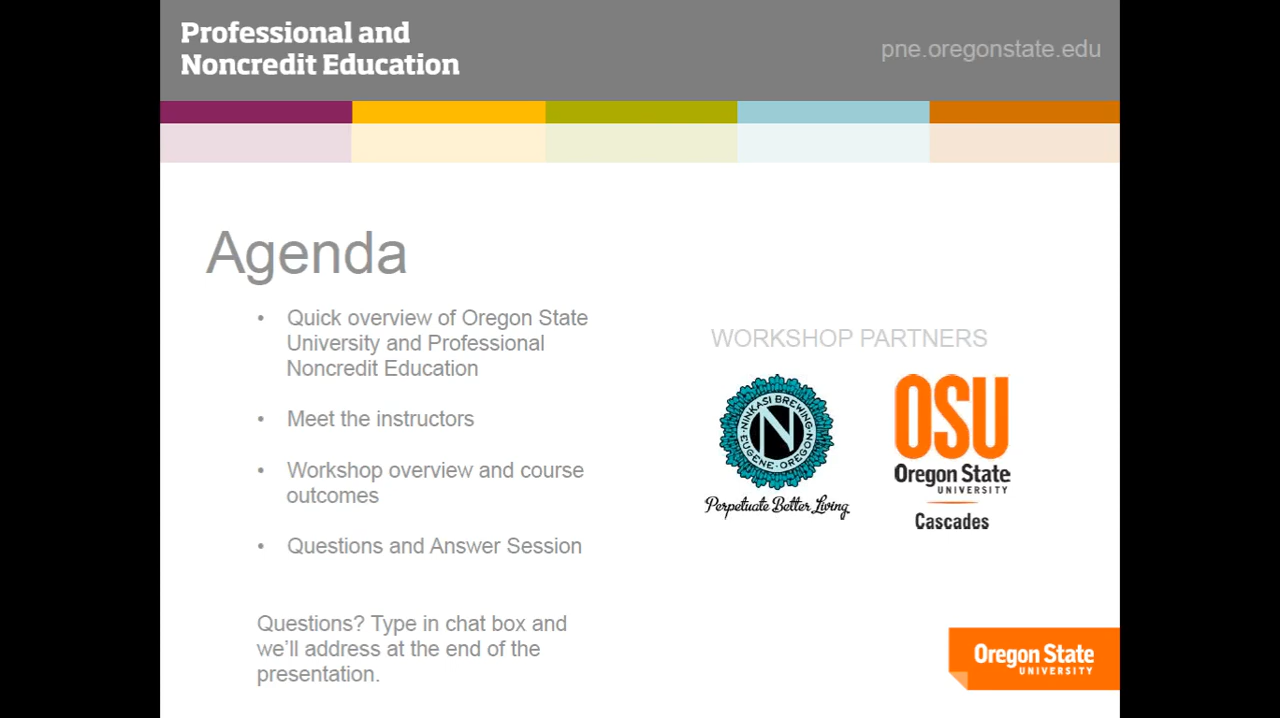 Professional and
Noncredit Education
pne.oregonstate.edu
Agenda
• Quick overview of Oregon State
University and Professional
Noncredit Education
• Meet the instructors
• Workshop overview and course
outcomes
• Questions and Answer Session
Questions? Type in chat box and
we'll address at the end of the
presentation.
WORKSHOP PARTNERS
NINKASI BREWING
N
EUGENE·OREGON
Perpetuate Better Living
OSU
Oregon State
UNIVERSITY
Cascades
Oregon State
UNIVERSITY